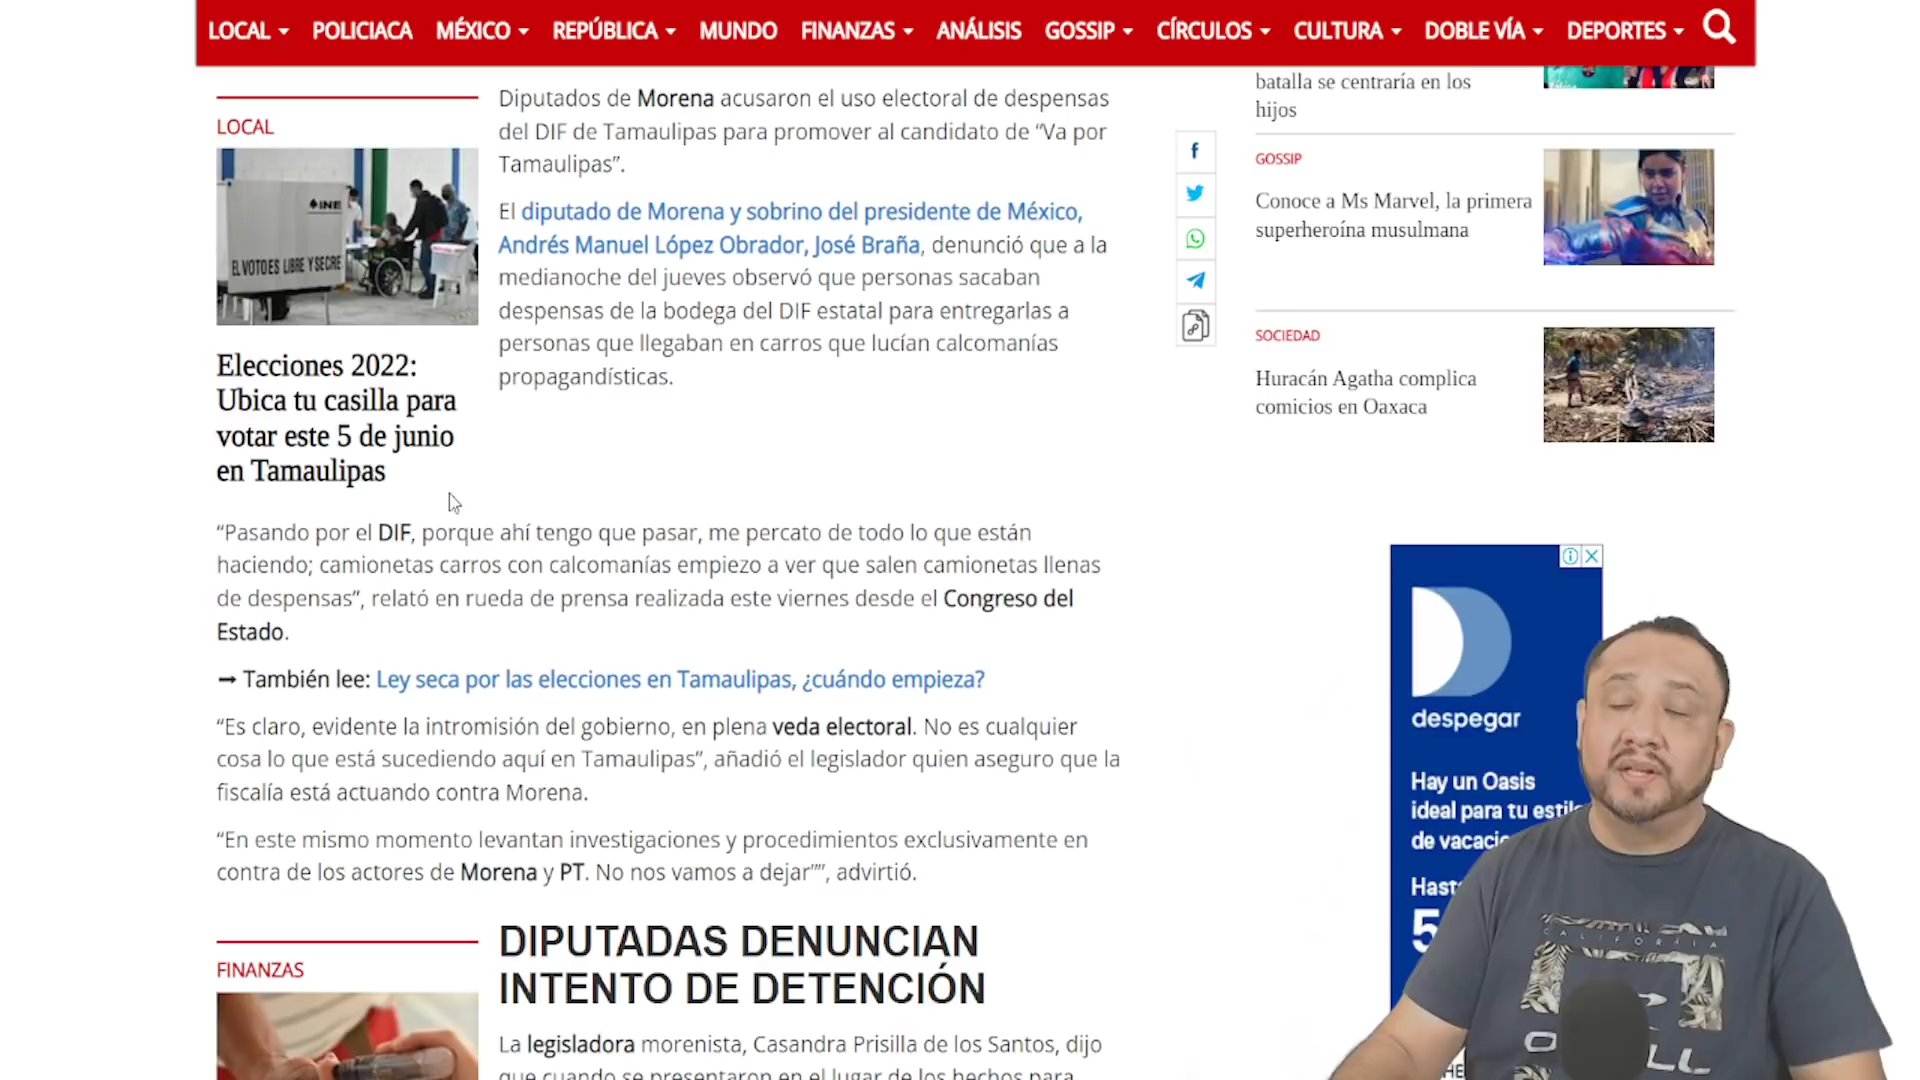 LOCAL
POLICIACA
MÉXICO
REPÚBLICA
MUNDO
FINANZAS
ANÁLISIS
GOSSIP
CÍRCULOS
CULTURA
DOBLE VÍA
DEPORTES
LOCAL
INE
EL VOTO ES LIBRE Y SECRE
Elecciones 2022:
Ubica tu casilla para
votar este 5 de junio
en Tamaulipas
Diputados de Morena acusaron el uso electoral de despensas
del DIF de Tamaulipas para promover al candidato de “Va por
Tamaulipas”.
El diputado de Morena y sobrino del presidente de México,
Andrés Manuel López Obrador, José Braña, denunció que a la
medianoche del jueves observó que personas sacaban
despensas de la bodega del DIF estatal para entregarlas a
personas que llegaban en carros que lucían calcomanías
propagandísticas.
“Pasando por el DIF, porque ahí tengo que pasar, me percato de todo lo que están
haciendo; camionetas carros con calcomanías empiezo a ver que salen camionetas llenas
de despensas”, relató en rueda de prensa realizada este viernes desde el Congreso del
Estado.
➞ También lee: Ley seca por las elecciones en Tamaulipas, ¿cuándo empieza?
“Es claro, evidente la intromisión del gobierno, en plena veda electoral. No es cualquier
cosa lo que está sucediendo aquí en Tamaulipas”, añadió el legislador quien aseguro que la
fiscalía está actuando contra Morena.
“En este mismo momento levantan investigaciones y procedimientos exclusivamente en
contra de los actores de Morena y PT. No nos vamos a dejar””, advirtió.
FINANZAS
DIPUTADAS DENUNCIAN
INTENTO DE DETENCIÓN
La legisladora morenista, Casandra Prisilla de los Santos, dijo
que cuando se presentaron en el lugar de los hechos para
batalla se centraría en los
hijos
GOSSIP
Conoce a Ms Marvel, la primera
superheroína musulmana
SOCIEDAD
Huracán Agatha complica
comicios en Oaxaca
despegar
Hay un Oasis
ideal para tu estilo
de vacaci
Hast
5
CALIFORNIA